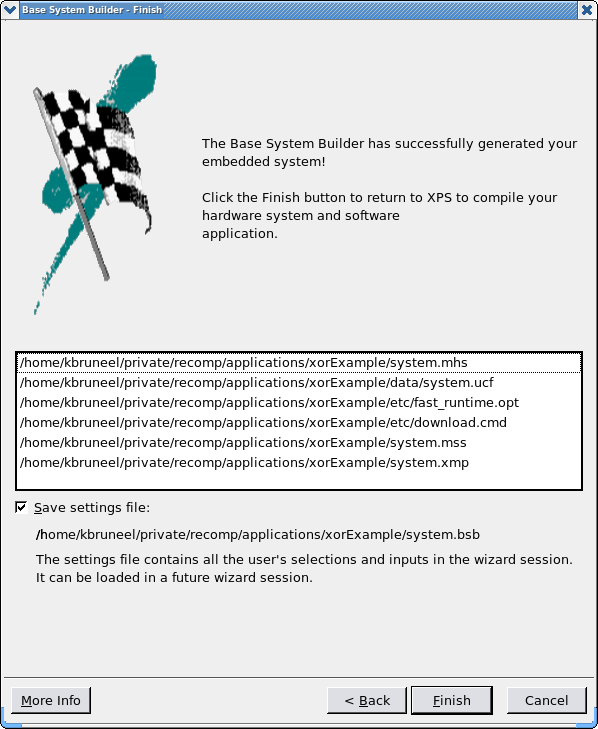 Base System Builder - Finish
The Base System Builder has successfully generated your
embedded system!
Click the Finish button to return to XPS to compile your
hardware system and software
application.
/home/kbruneel/private/recomp/applications/xorExample/system.mhs
/home/kbruneel/private/recomp/applications/xorExample/data/system.ucf
/home/kbruneel/private/recomp/applications/xorExample/etc/fast_runtime.opt
/home/kbruneel/private/recomp/applications/xorExample/etc/download.cmd
/home/kbruneel/private/recomp/applications/xorExample/system.mss
/home/kbruneel/private/recomp/applications/xorExample/system.xmp
Save settings file:
/home/kbruneel/private/recomp/applications/xorExample/system.bsb
The settings file contains all the user's selections and inputs in the wizard session.
It can be loaded in a future wizard session.
More Info
< Back
Finish
Cancel